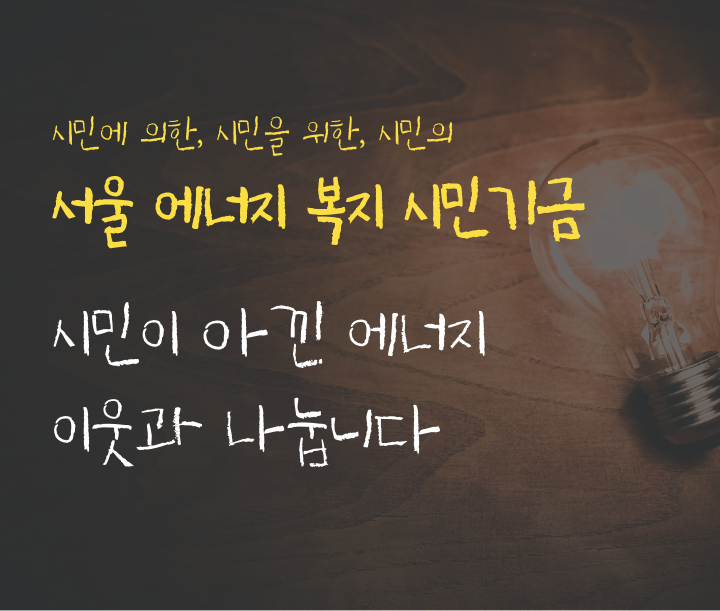 시민에 의한, 시민을 위한, 시민의
서울 에너지 복지 시민기금
시민이 아낀 에너지
이웃과 나눕니다